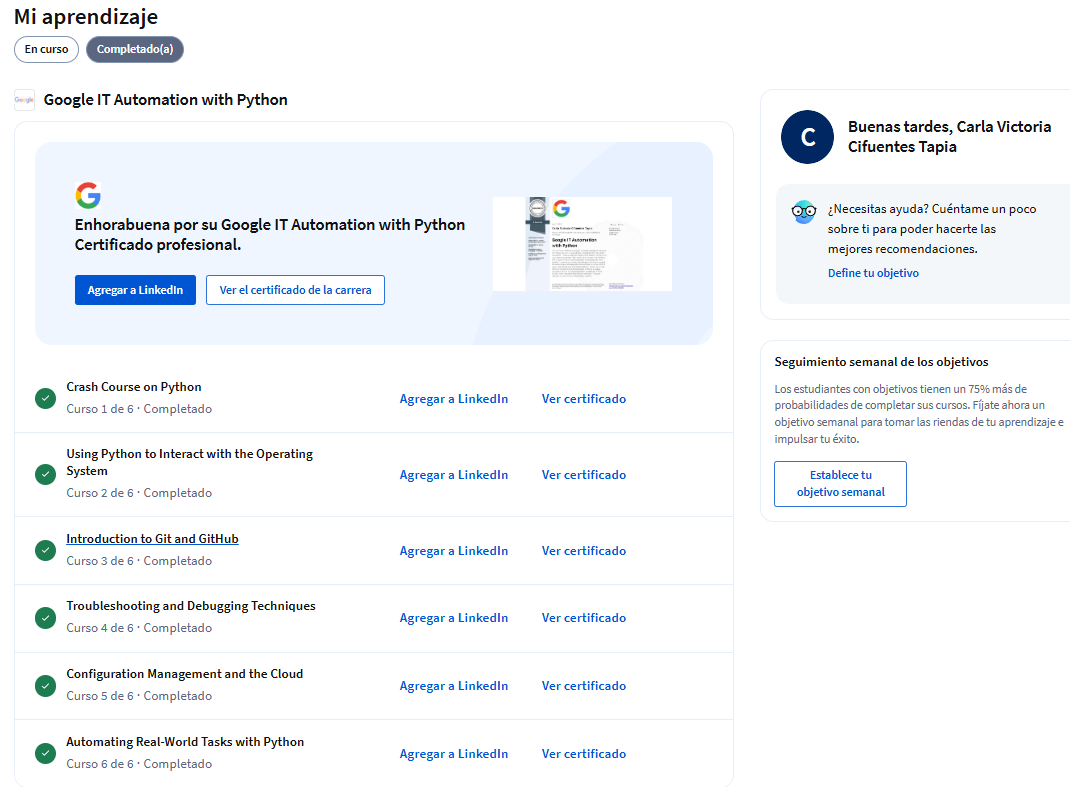 Mi aprendizaje
En curso
Completado(a)
Google
Google IT Automation with Python
Enhorabuena por su Google IT Automation with Python
Certificado profesional.
Agregar a LinkedIn
Ver el certificado de la carrera
Google IT Automation
with Python
Crash Course on Python
Curso 1 de 6 · Completado
Agregar a LinkedIn
Ver certificado
Using Python to Interact with the Operating
System
Curso 2 de 6 · Completado
Agregar a LinkedIn
Ver certificado
Introduction to Git and GitHub
Curso 3 de 6 · Completado
Agregar a LinkedIn
Ver certificado
Troubleshooting and Debugging Techniques
Curso 4 de 6 · Completado
Agregar a LinkedIn
Ver certificado
Configuration Management and the Cloud
Curso 5 de 6 · Completado
Agregar a LinkedIn
Ver certificado
Automating Real-World Tasks with Python
Curso 6 de 6 · Completado
Agregar a LinkedIn
Ver certificado
C
Buenas tardes, Carla Victoria
Cifuentes Tapia
¿Necesitas ayuda? Cuéntame un poco
sobre ti para poder hacerte las
mejores recomendaciones.
Define tu objetivo
Seguimiento semanal de los objetivos
Los estudiantes con objetivos tienen un 75% más de
probabilidades de completar sus cursos. Fíjate ahora un
objetivo semanal para tomar las riendas de tu aprendizaje e
impulsar tu éxito.
Establece tu
objetivo semanal